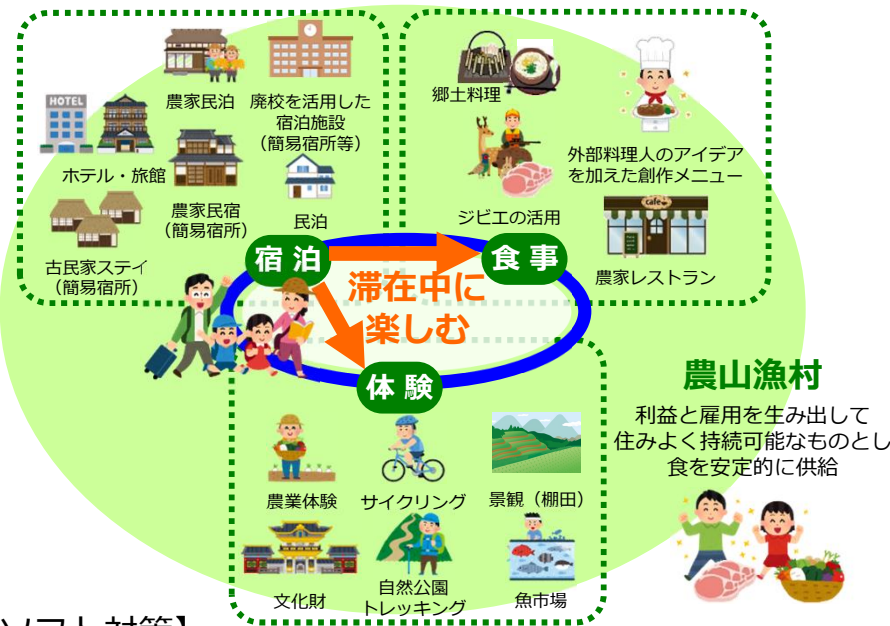 農家民泊
廃校を活用した
宿泊施設
(簡易宿所等)
HOTEL
ホテル・旅館
農家民宿
(簡易宿所)
民泊
古民家ステイ
(簡易宿所)
郷土料理
外部料理人のアイデア
を加えた創作メニュー
ジビエの活用
cafe
農家レストラン
宿泊
食事
滞在中に
楽しむ
体験
農業体験
サイクリング
景観(棚田)
文化財
自然公園
トレッキング
魚市場
農山漁村
利益と雇用を生み出して
住みよく持続可能なものとし
食を安定的に供給
ソフト対策】